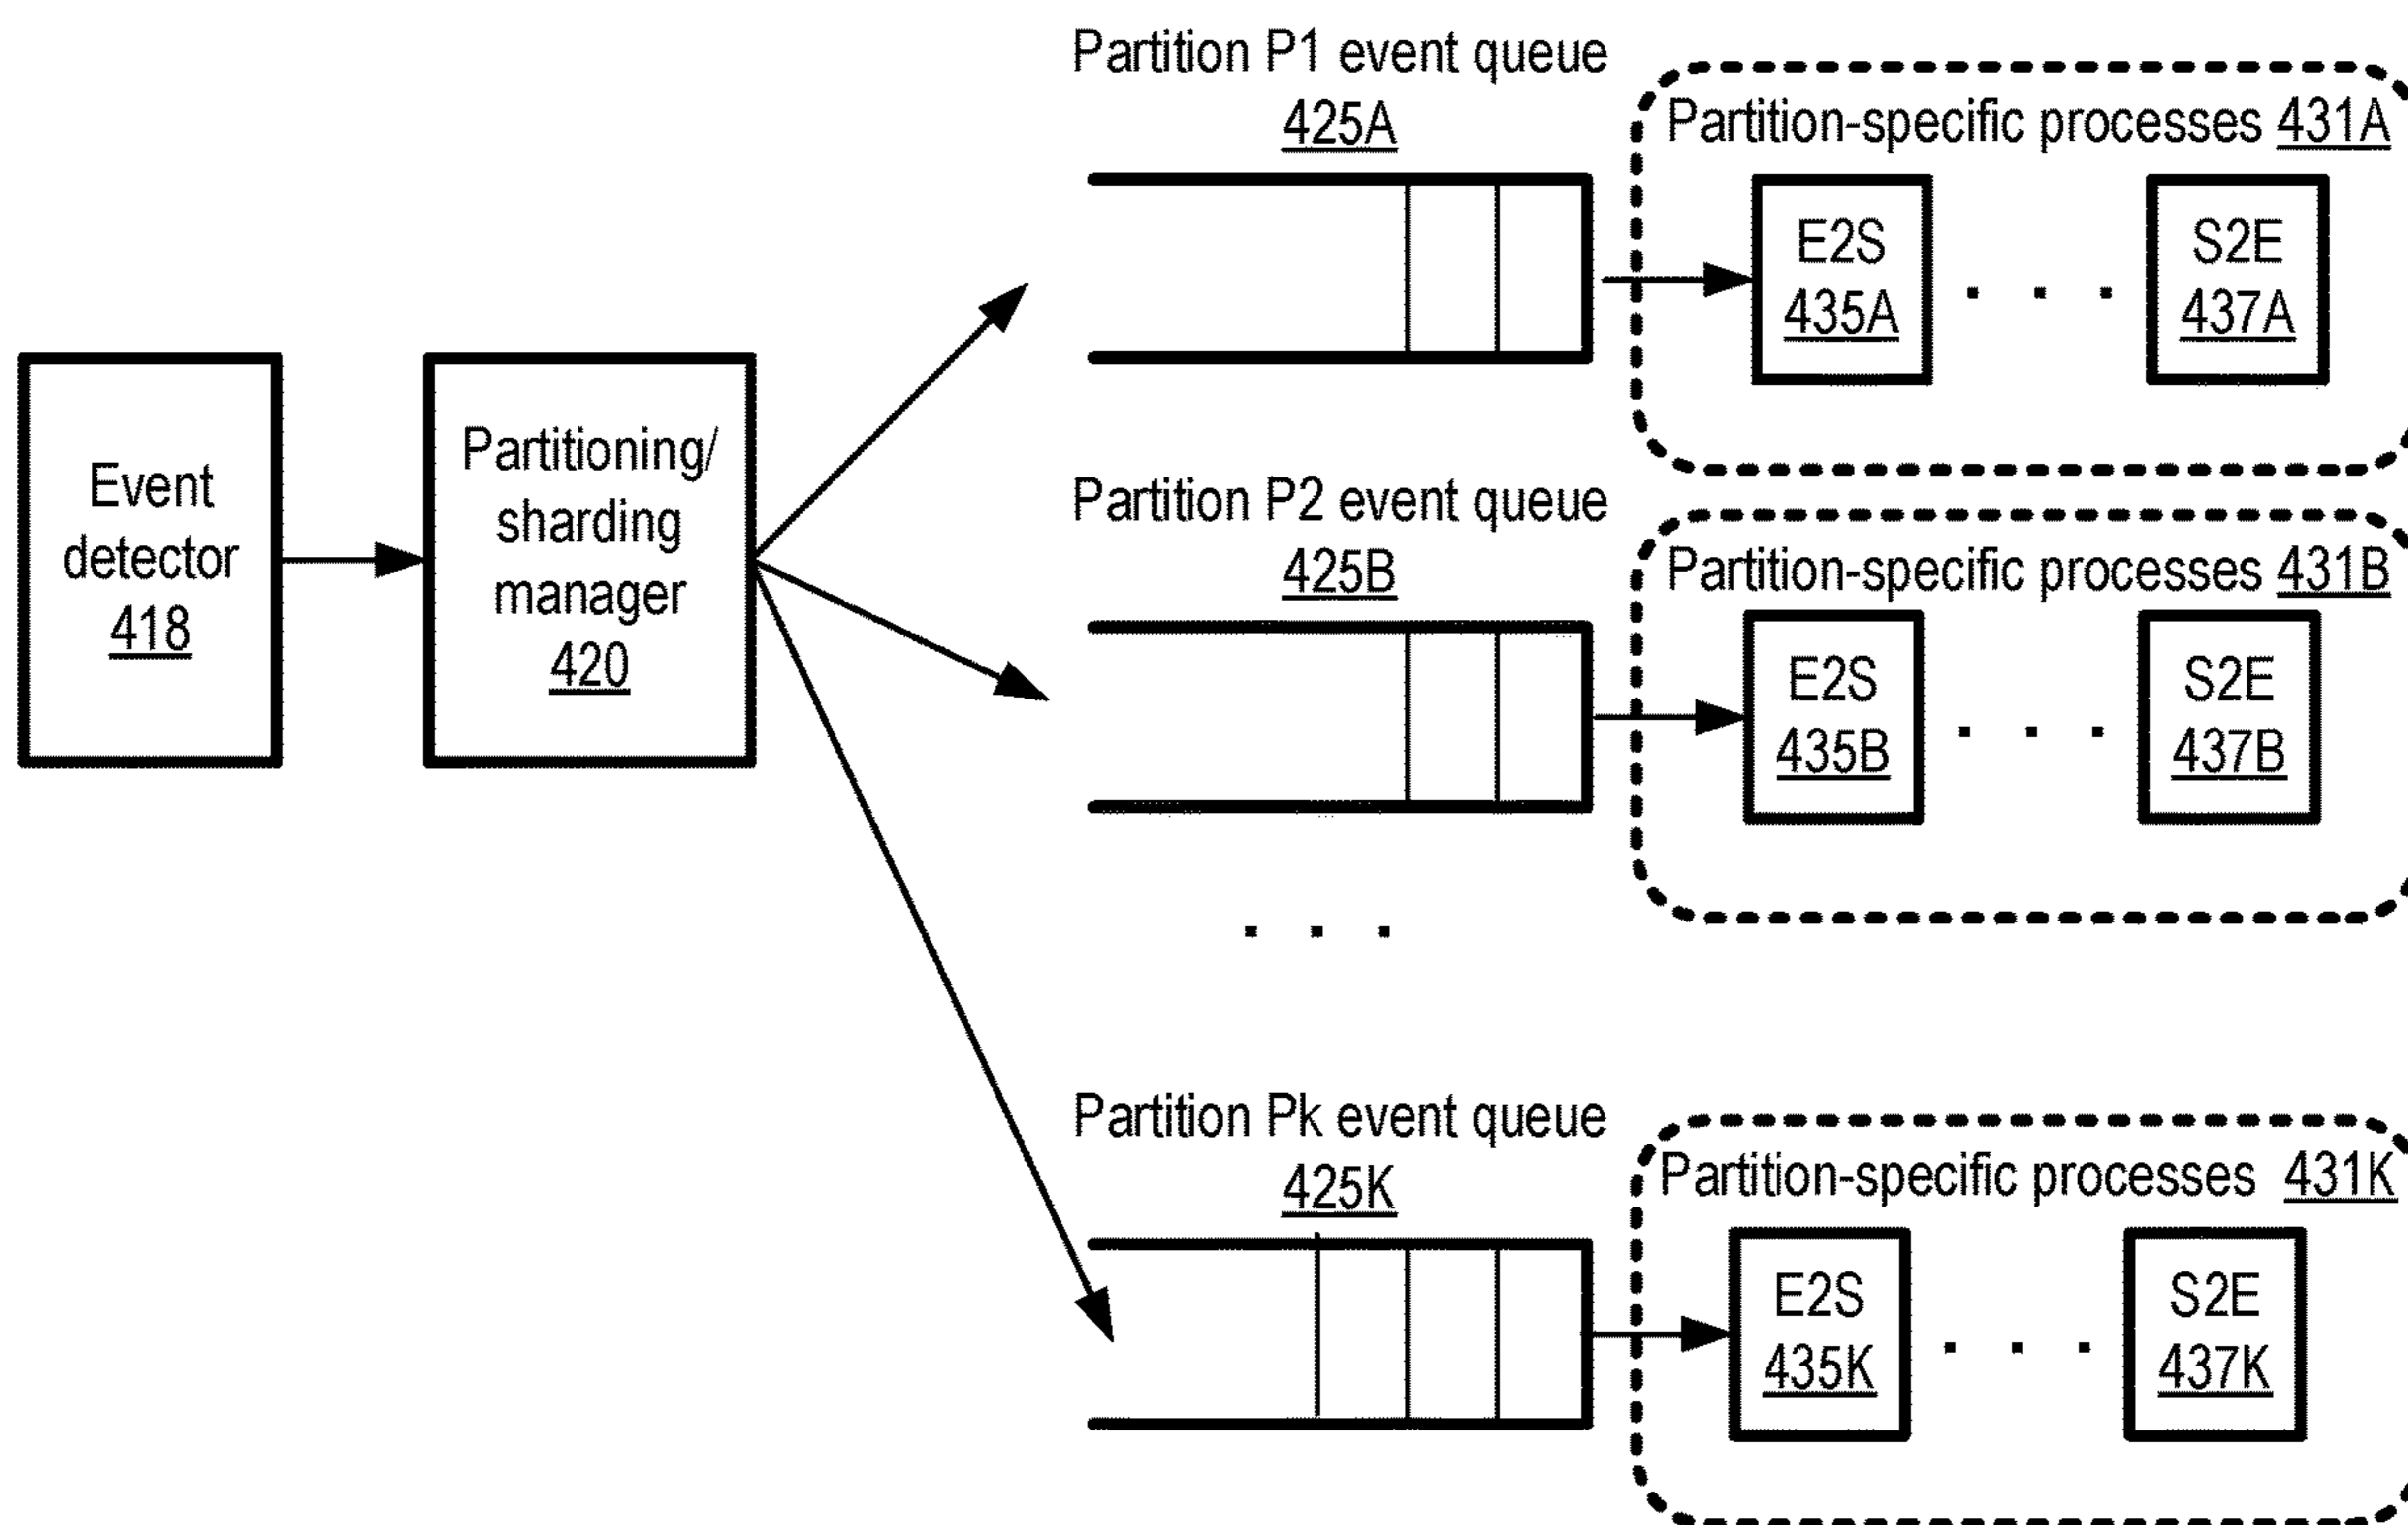 Event
detector
418
Partitioning/
sharding
manager
420
Partition P1 event queue
425A
Partition-specific processes 431A
E2S
435A
. . .
S2E
437A
Partition P2 event queue
425B
Partition-specific processes 431B
E2S
435B
. . .
S2E
437B
. . .
Partition Pk event queue
425K
Partition-specific processes 431K
E2S
435K
. . .
S2E
437K